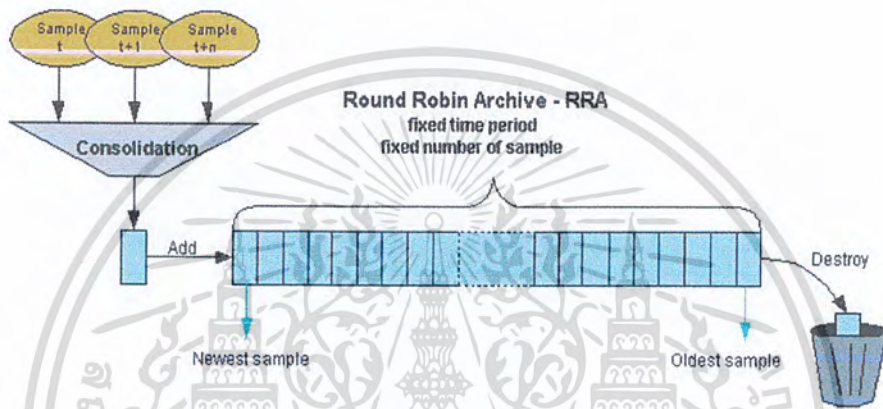 Sample
t
Sample
t+1
Sample
t+n
Consolidation
Round Robin Archive - RRA
fixed time period
fixed number of sample
Add
Destroy
Newest sample
Oldest sample